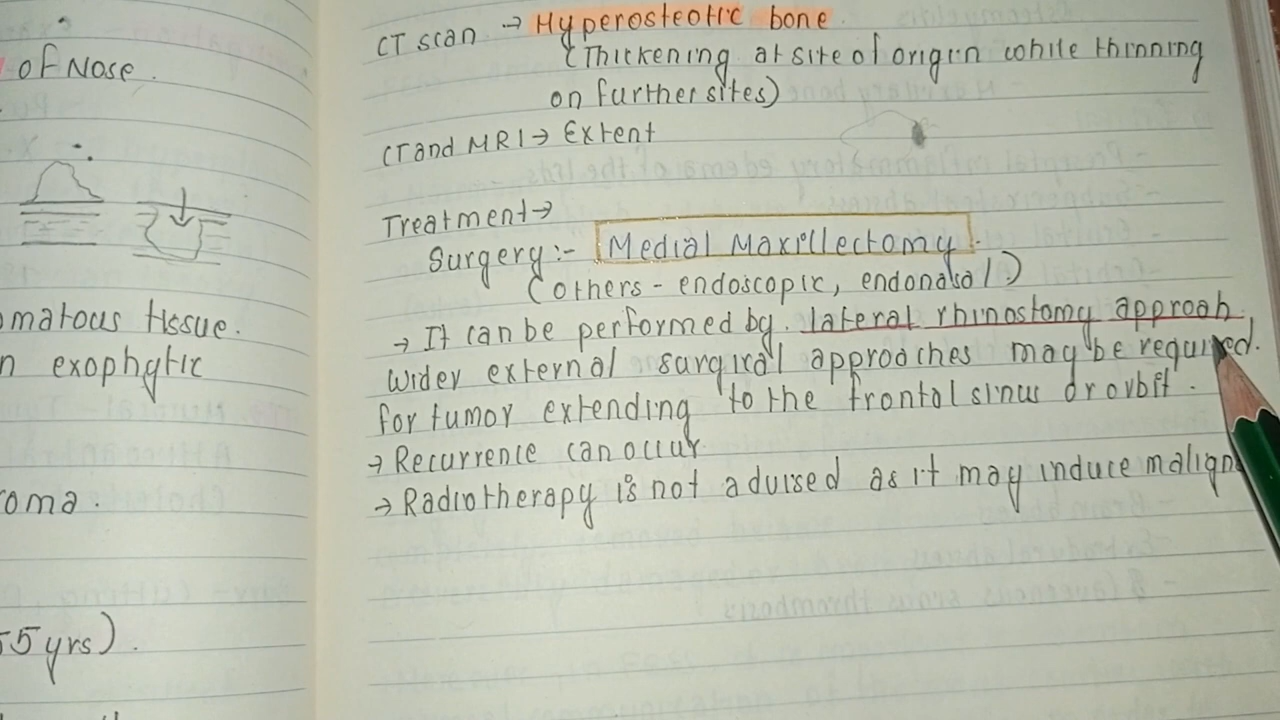 of Nose.
matous tissue.
n exophytic
oma.
55 yrs).
CT scan → Hyperosteotic bone
(Thickening at site of origin while thinning
on further sites)
CT and MRI → Extent
Treatment →
Surgery:- Medial Maxillectomy.
(others - endoscopic, endonasal)
→ It can be performed by lateral rhinostomy approah.
Wider external surgical approaches may be required.
for tumor extending to the frontal sinus or orbit.
→ Recurrence can occur.
→ Radiotherapy is not advised as it may induce malign